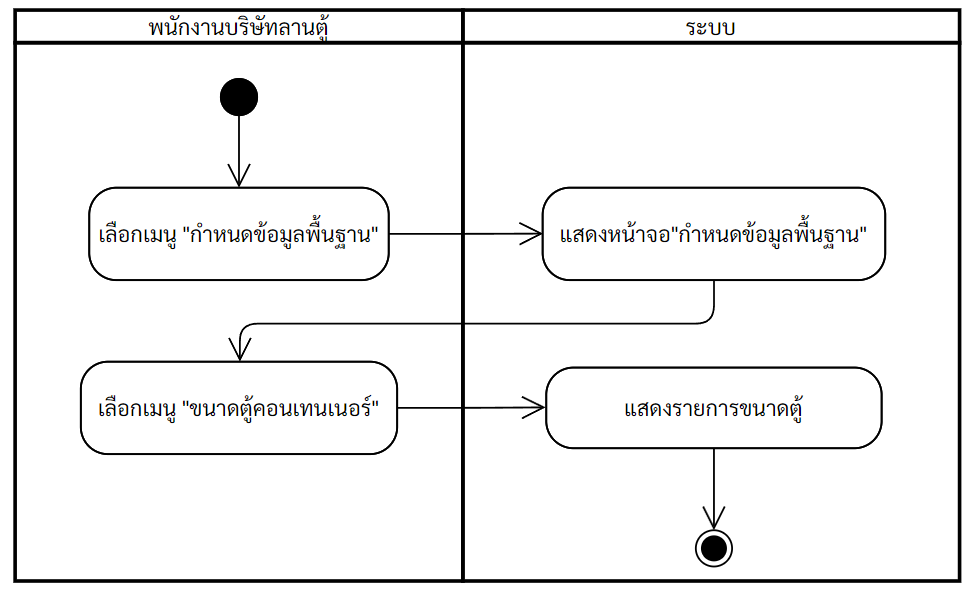 พนักงานบริษัทลานตู้
ระบบ
เลือกเมนู "กำหนดข้อมูลพื้นฐาน"
แสดงหน้าจอ"กำหนดข้อมูลพื้นฐาน"
เลือกเมนู "ขนาดตู้คอนเทนเนอร์"
แสดงรายการขนาดตู้